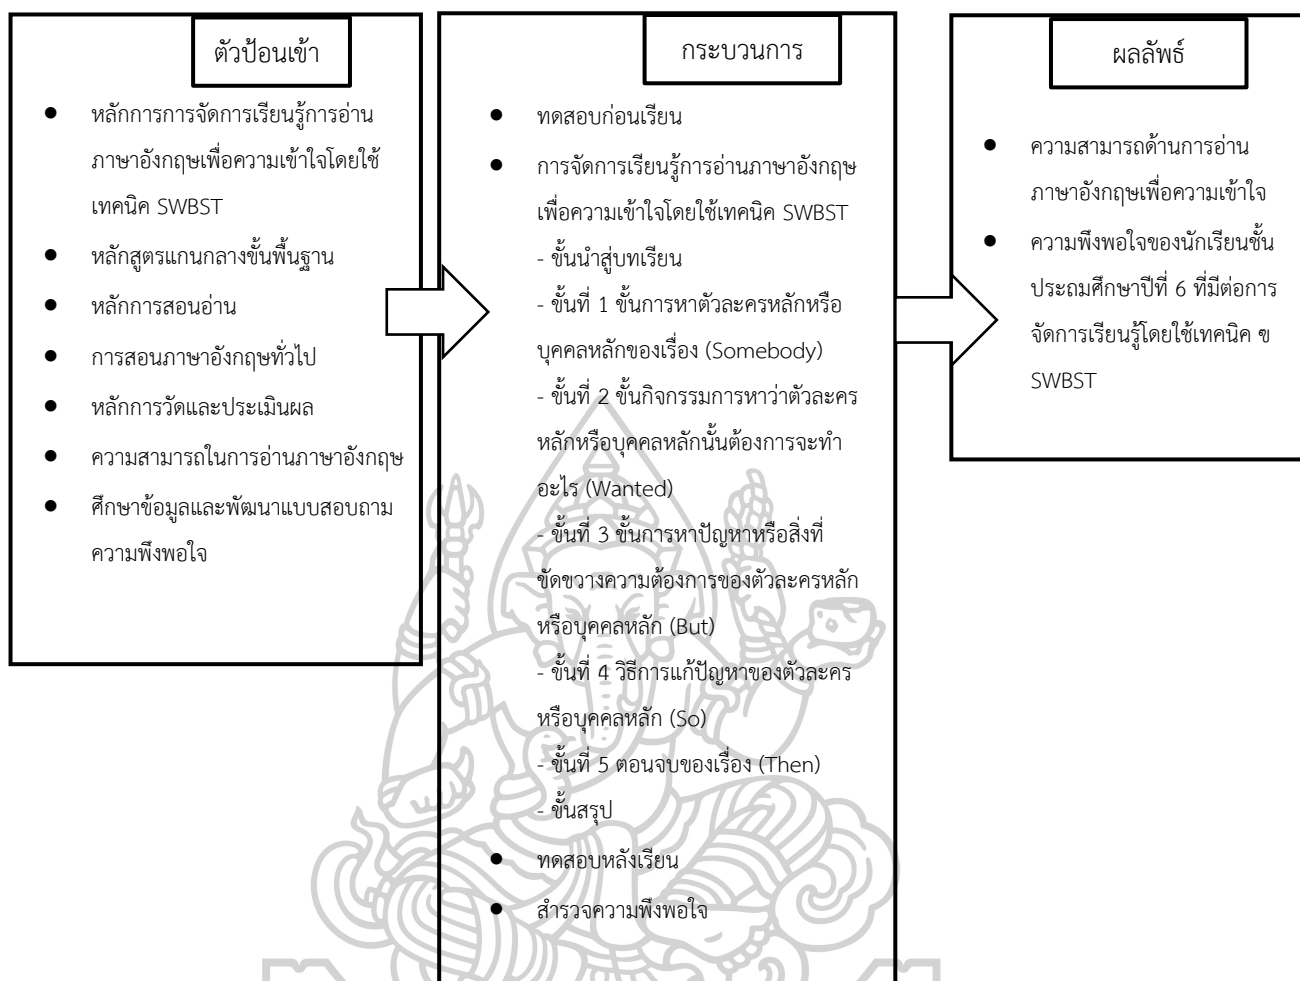 ตัวป้อนเข้า
● หลักการการจัดการเรียนรู้การอ่าน
ภาษาอังกฤษเพื่อความเข้าใจโดยใช้
เทคนิค SWBST
● หลักสูตรแกนกลางขั้นพื้นฐาน
● หลักการสอนอ่าน
● การสอนภาษาอังกฤษทั่วไป
● หลักการวัดและประเมินผล
● ความสามารถในการอ่านภาษาอังกฤษ
● ศึกษาข้อมูลและพัฒนาแบบสอบถาม
ความพึงพอใจ
กระบวนการ
● ทดสอบก่อนเรียน
● การจัดการเรียนรู้การอ่านภาษาอังกฤษ
เพื่อความเข้าใจโดยใช้เทคนิค SWBST
- ขั้นนำสู่บทเรียน
- ขั้นที่ 1 ขั้นการหาตัวละครหลักหรือ
บุคคลหลักของเรื่อง (Somebody)
- ขั้นที่ 2 ขั้นกิจกรรมการหาว่าตัวละคร
หลักหรือบุคคลหลักนั้นต้องการจะทำ
อะไร (Wanted)
- ขั้นที่ 3 ขั้นการหาปัญหาหรือสิ่งที่
ขัดขวางความต้องการของตัวละครหลัก
หรือบุคคลหลัก (But)
- ขั้นที่ 4 วิธีการแก้ปัญหาของตัวละคร
หรือบุคคลหลัก (So)
- ขั้นที่ 5 ตอนจบของเรื่อง (Then)
- ขั้นสรุป
● ทดสอบหลังเรียน
● สำรวจความพึงพอใจ
ผลลัพธ์
● ความสามารถด้านการอ่าน
ภาษาอังกฤษเพื่อความเข้าใจ
● ความพึงพอใจของนักเรียนชั้น
ประถมศึกษาปีที่ 6 ที่มีต่อการ
จัดการเรียนรู้โดยใช้เทคนิค ฃ
SWBST